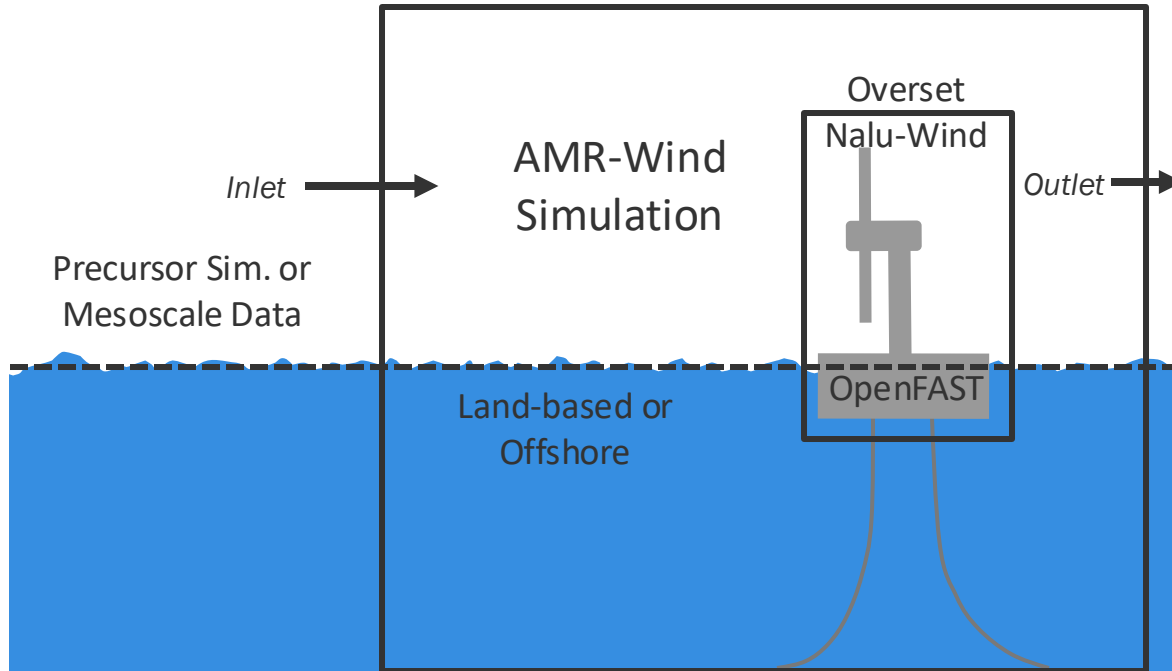 Overset
Nalu-Wind
AMR-Wind
Simulation
Inlet
Outlet
Precursor Sim. or
Mesoscale Data
OpenFAST
Land-based or
Offshore